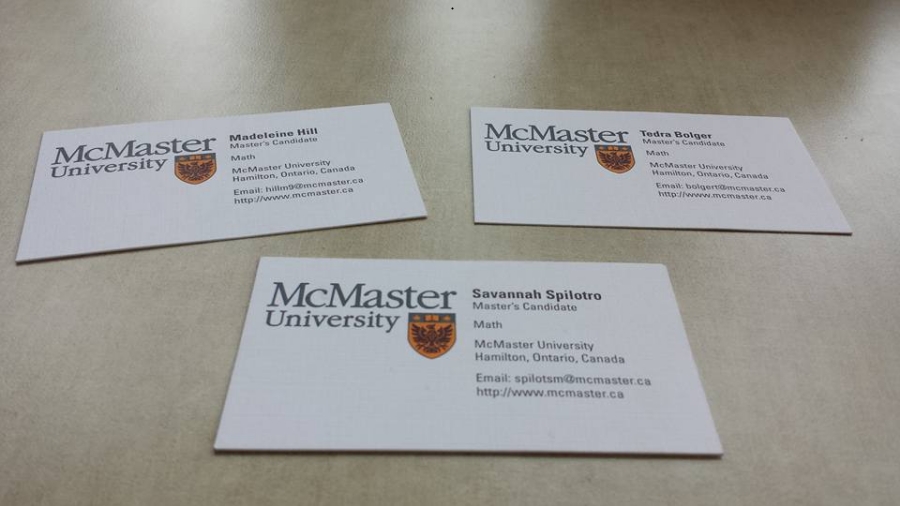 McMaster
University
Madeleine Hill
Master's Candidate
Math
McMaster University
Hamilton, Ontario, Canada
Email: hillm9@mcmaster.ca
http://www.mcmaster.ca
McMaster
University
Tedra Bolger
Master's Candidate
Math
McMaster University
Hamilton, Ontario, Canada
Email: bolgert@mcmaster.ca
http://www.mcmaster.ca
McMaster
University
Savannah Spilotro
Master's Candidate
Math
McMaster University
Hamilton, Ontario, Canada
Email: spilotsm@mcmaster.ca
http://www.mcmaster.ca